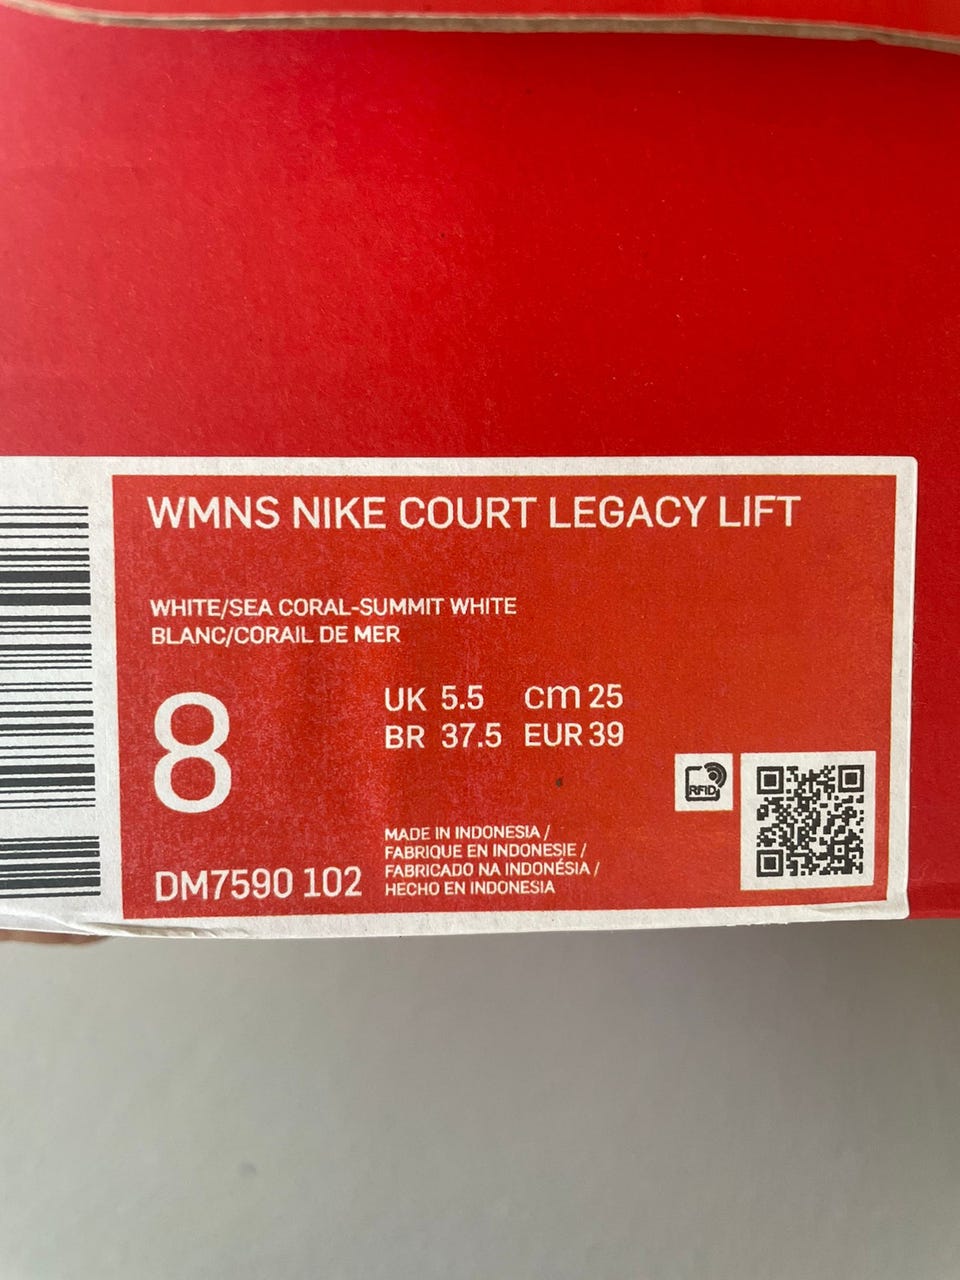 WMNS NIKE COURT LEGACY LIFT
WHITE/SEA CORAL-SUMMIT WHITE
BLANC/CORAIL DE MER
8
UK 5.5 cm 25
BR 37.5 EUR 39
RFID
MADE IN INDONESIA /
FABRIQUE EN INDONESIE /
FABRICADO NA INDONÉSIA /
HECHO EN INDONESIA
DM7590 102